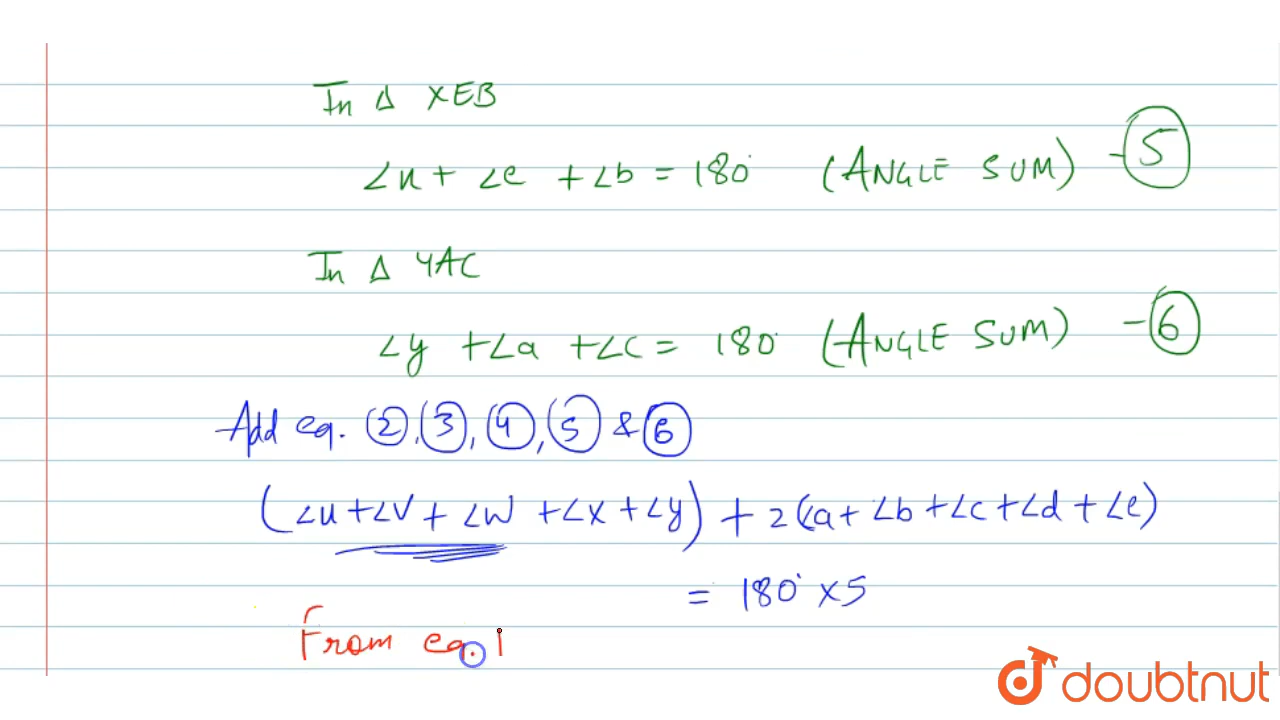 In Δ XEB
∠x + ∠e + ∠b = 180° (ANGLE SUM) - 5
In Δ YAC
∠y + ∠a + ∠c = 180° (ANGLE SUM) - 6
Add eq. 2, 3, 4, 5 & 6
(∠u + ∠v + ∠w + ∠x + ∠y) + 2(∠a + ∠b + ∠c + ∠d + ∠e)
= 180° × 5
From eq. 1
doubtnut